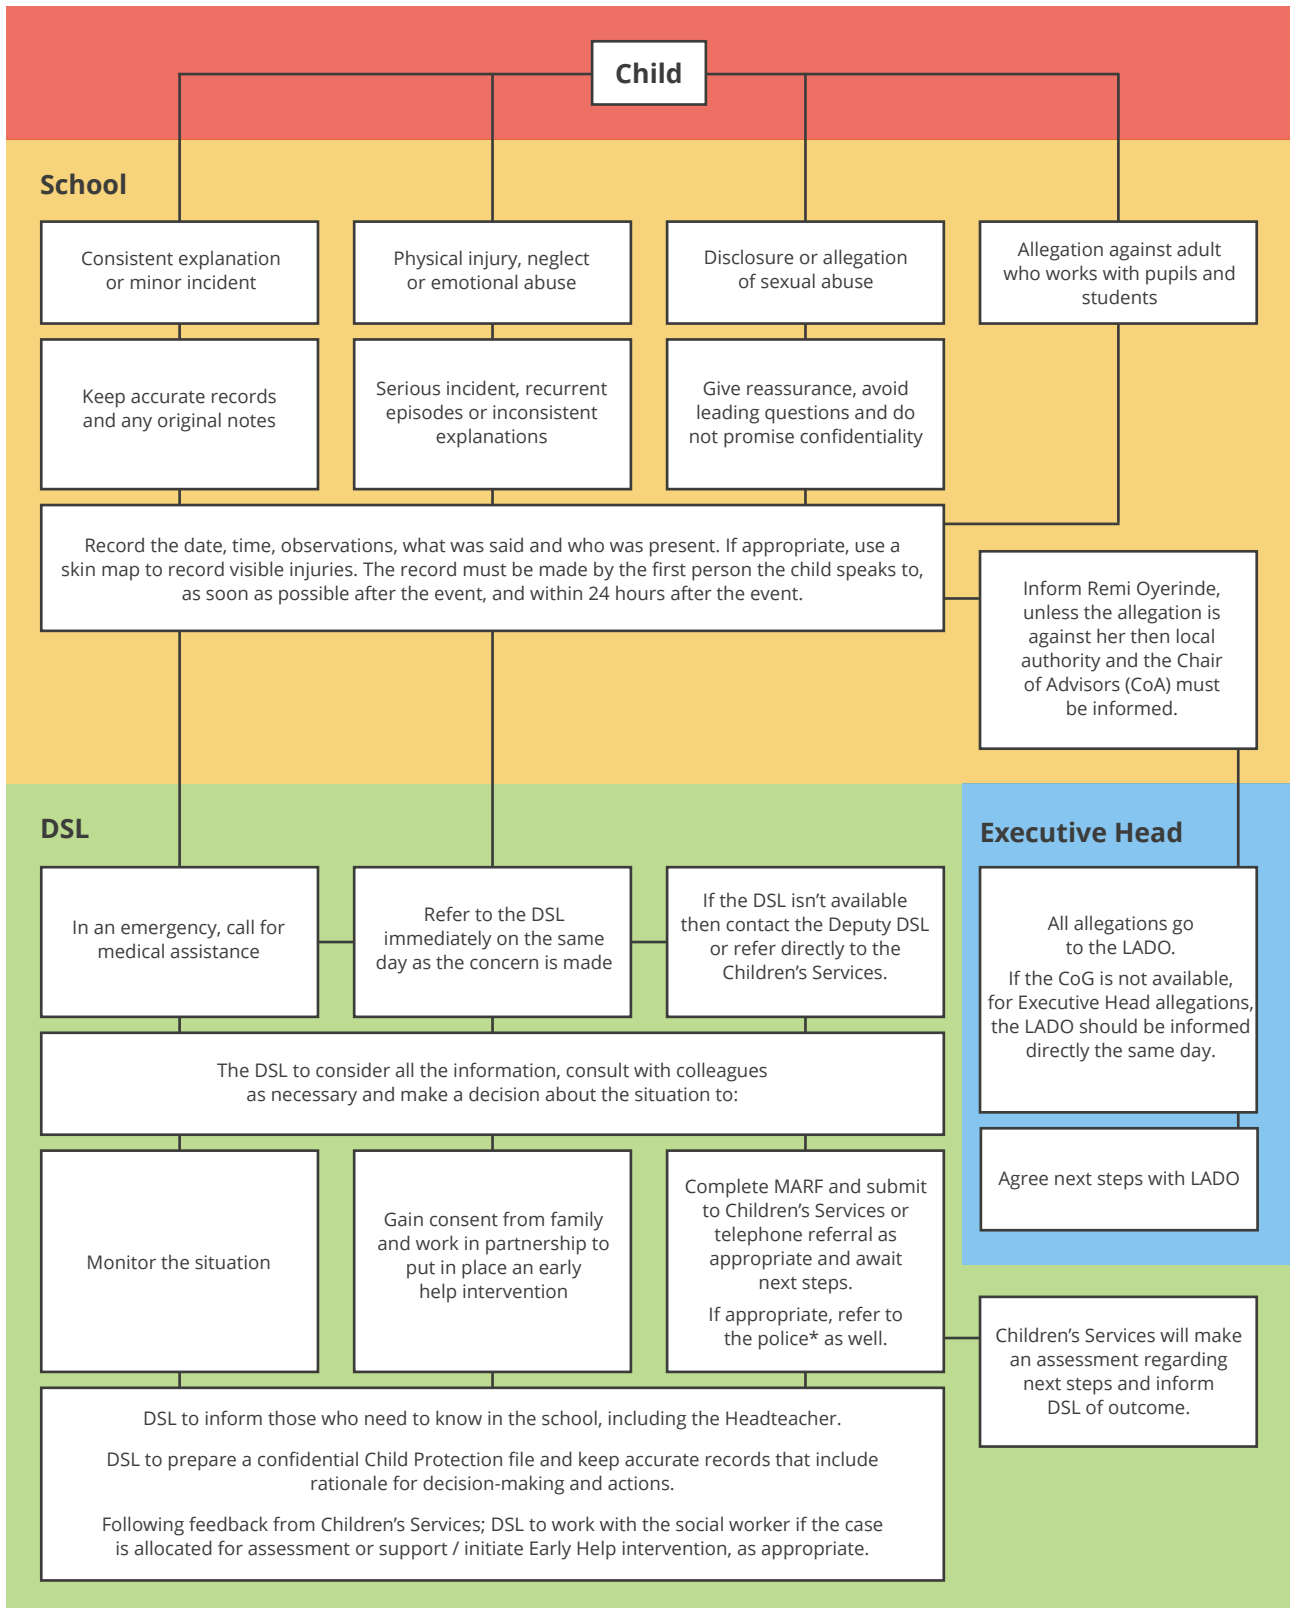 Child
School
Consistent explanation
or minor incident
Physical injury, neglect
or emotional abuse
Disclosure or allegation
of sexual abuse
Allegation against adult
who works with pupils and
students
Keep accurate records
and any original notes
Serious incident, recurrent
episodes or inconsistent
explanations
Give reassurance, avoid
leading questions and do
not promise confidentiality
Record the date, time, observations, what was said and who was present. If appropriate, use a
skin map to record visible injuries. The record must be made by the first person the child speaks to,
as soon as possible after the event, and within 24 hours after the event.
Inform Remi Oyerinde,
unless the allegation is
against her then local
authority and the Chair
of Advisors (CoA) must
be informed.
DSL
Executive Head
In an emergency, call for
medical assistance
Refer to the DSL
immediately on the same
day as the concern is made
If the DSL isn’t available
then contact the Deputy DSL
or refer directly to the
Children’s Services.
All allegations go
to the LADO.
If the CoG is not available,
for Executive Head allegations,
the LADO should be informed
directly the same day.
The DSL to consider all the information, consult with colleagues
as necessary and make a decision about the situation to:
Monitor the situation
Gain consent from family
and work in partnership to
put in place an early
help intervention
Complete MARF and submit
to Children’s Services or
telephone referral as
appropriate and await
next steps.
If appropriate, refer to
the police* as well.
Agree next steps with LADO
Children’s Services will make
an assessment regarding
next steps and inform
DSL of outcome.
DSL to inform those who need to know in the school, including the Headteacher.
DSL to prepare a confidential Child Protection file and keep accurate records that include
rationale for decision-making and actions.
Following feedback from Children’s Services; DSL to work with the social worker if the case
is allocated for assessment or support / initiate Early Help intervention, as appropriate.